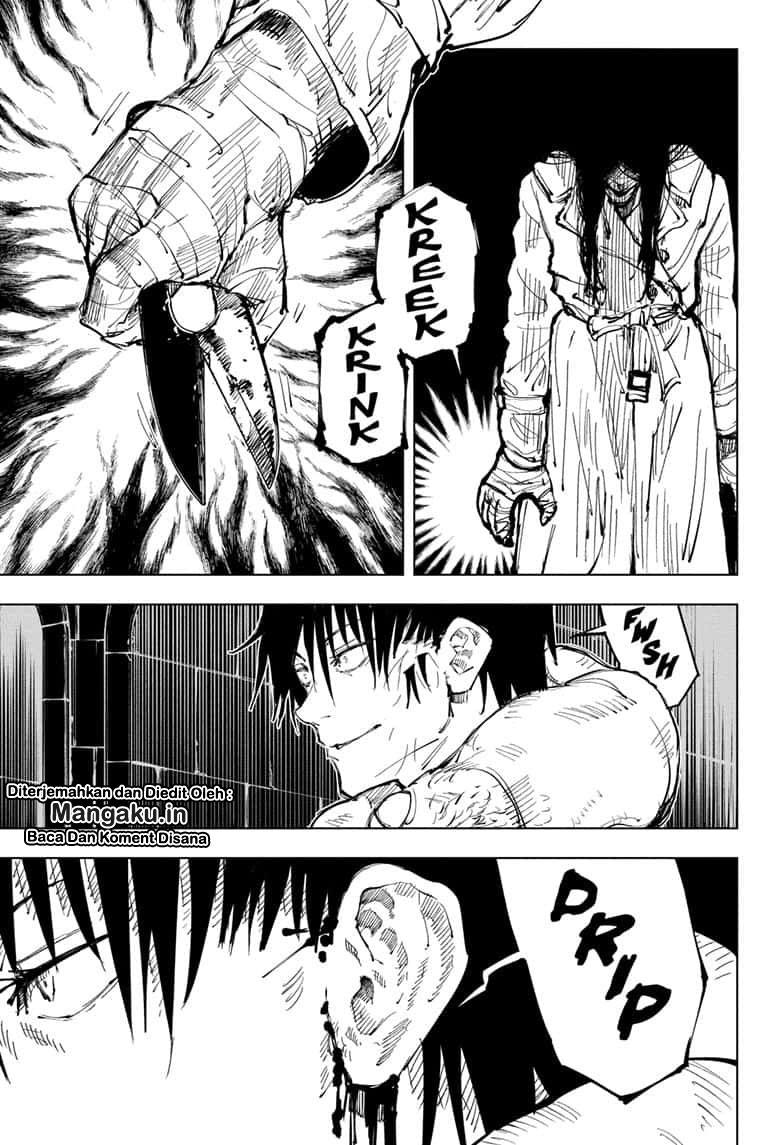 KREEK
KRINK
FWSH
Diterjemahkan dan Diedit Oleh :
Mangaku.in
Baca Dan Koment Disana
DRIP